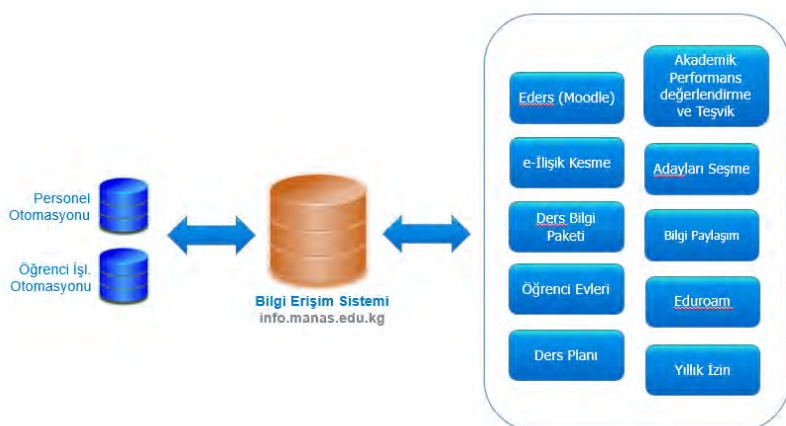 Personel
Otomasyonu
Öğrenci İşl.
Otomasyonu
Bilgi Erişim Sistemi
info.manas.edu.kg
Eders (Moodle)
e-İlişik Kesme
Ders Bilgi
Paketi
Öğrenci Evleri
Ders Planı
Akademik
Performans
değerlendirme
ve Teşvik
Adayları Seşme
Bilgi Paylaşım
Eduroam
Yıllık İzin